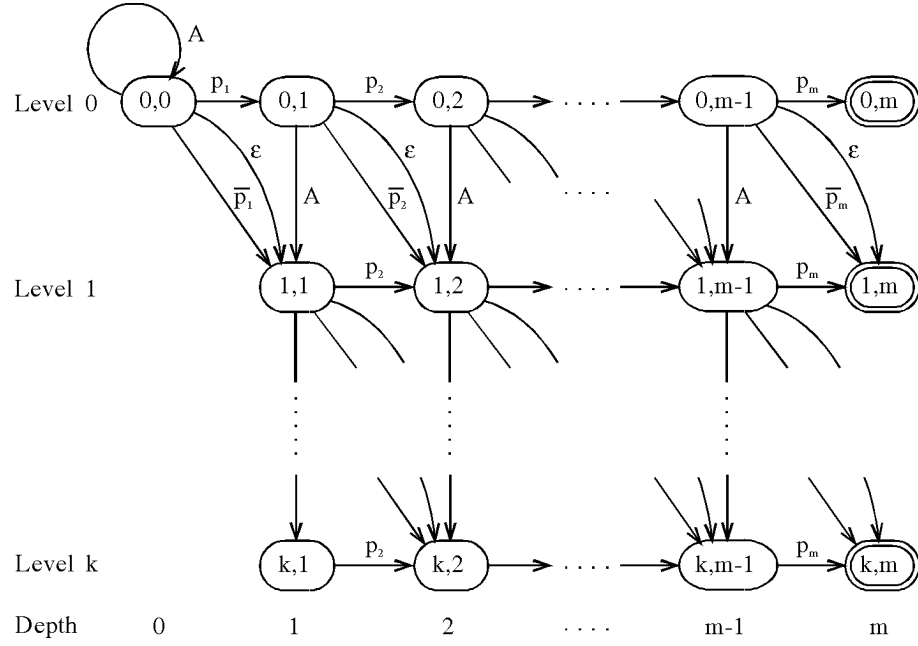 A
p₁ p₂ pₘ
Level 0 0,0 0,1 0,2 . . . . 0,m-1 0,m
ε ε ε
. . . .
p̅₁ A p̅₂ A A p̅ₘ
Level 1 1,1 p₂ 1,2 . . . . 1,m-1 pₘ 1,m
p₂ pₘ
Level k k,1 k,2 . . . . k,m-1 k,m
Depth 0 1 2 . . . . m-1 m